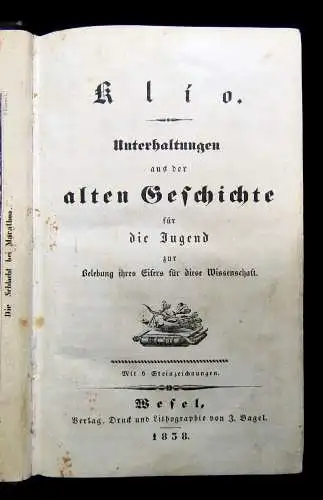 Die Schlacht bei Marathon.
Klio.
Unterhaltungen
aus der
alten Geschichte
für
die Jugend
zur
Belebung ihres Eifers für diese Wissenschaft.
Mit 6 Steinzeichnungen.
Wesel,
Verlag, Druck und Lithographie von J. Bagel.
1838.